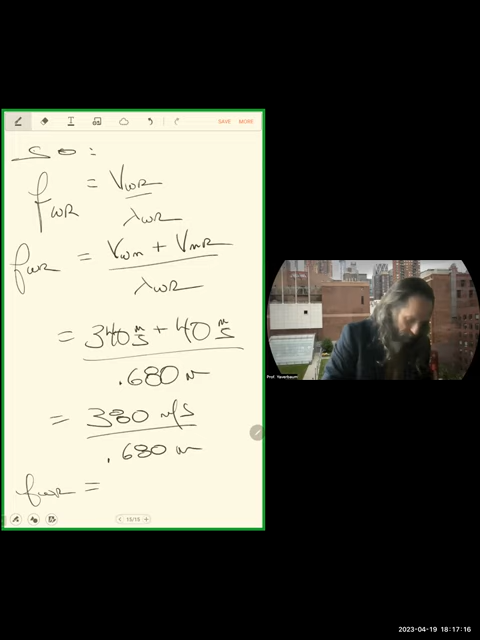 SAVE MORE
so:
f_WR = V_WR / λ_WR
f_WR = V_Wm + V_mR / λ_WR
= 340 m/s + 40 m/s / .680 m
= 380 m/s / .680 m
f_WR =
15/15
Prof. Yaverbaum
2023-04-19 18:17:16